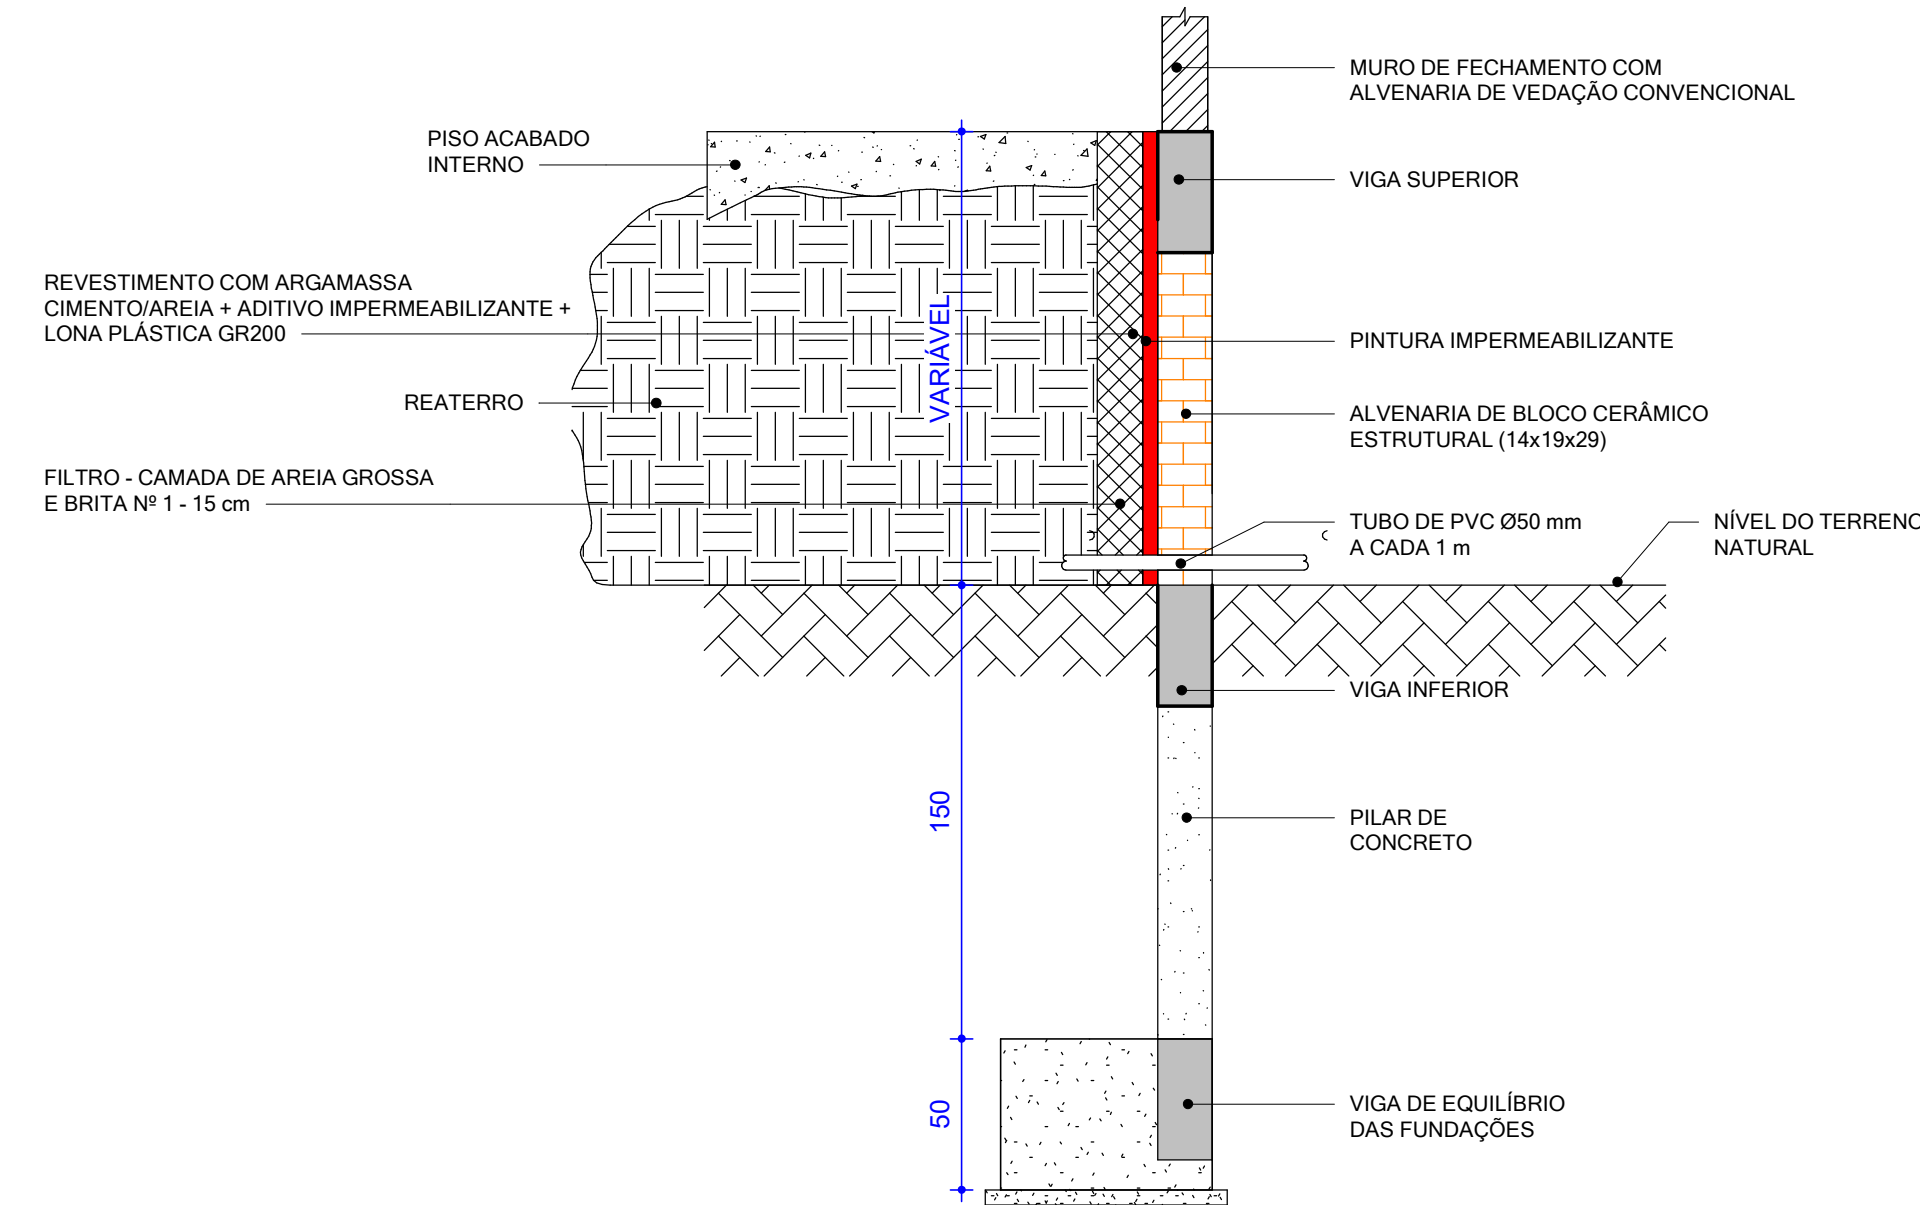 MURO DE FECHAMENTO COM
ALVENARIA DE VEDAÇÃO CONVENCIONAL
PISO ACABADO
INTERNO
VIGA SUPERIOR
REVESTIMENTO COM ARGAMASSA
CIMENTO/AREIA + ADITIVO IMPERMEABILIZANTE +
LONA PLÁSTICA GR200
VARIÁVEL
PINTURA IMPERMEABILIZANTE
REATERRO
ALVENARIA DE BLOCO CERÂMICO
ESTRUTURAL (14x19x29)
FILTRO - CAMADA DE AREIA GROSSA
E BRITA Nº 1 - 15 cm
TUBO DE PVC Ø50 mm
A CADA 1 m
NÍVEL DO TERRENO
NATURAL
VIGA INFERIOR
150
PILAR DE
CONCRETO
50
VIGA DE EQUILÍBRIO
DAS FUNDAÇÕES